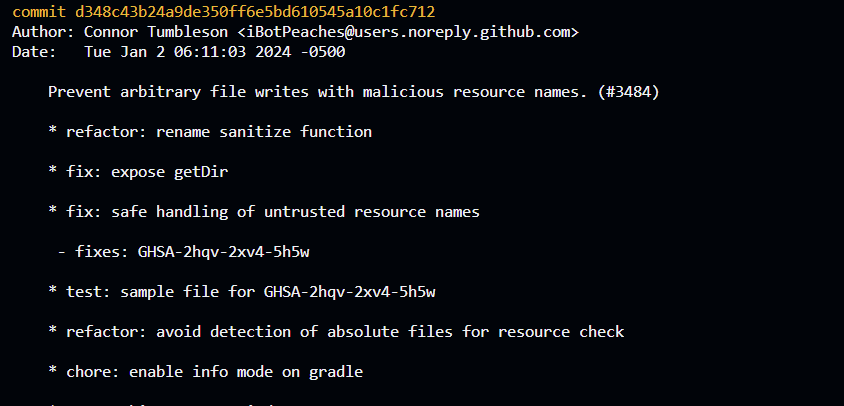 commit d348c43b24a9de350ff6e5bd610545a10c1fc712
Author: Connor Tumbleson <iBotPeaches@users.noreply.github.com>
Date:   Tue Jan 2 06:11:03 2024 -0500
Prevent arbitrary file writes with malicious resource names. (#3484)
* refactor: rename sanitize function
* fix: expose getDir
* fix: safe handling of untrusted resource names
- fixes: GHSA-2hqv-2xv4-5h5w
* test: sample file for GHSA-2hqv-2xv4-5h5w
* refactor: avoid detection of absolute files for resource check
* chore: enable info mode on gradle